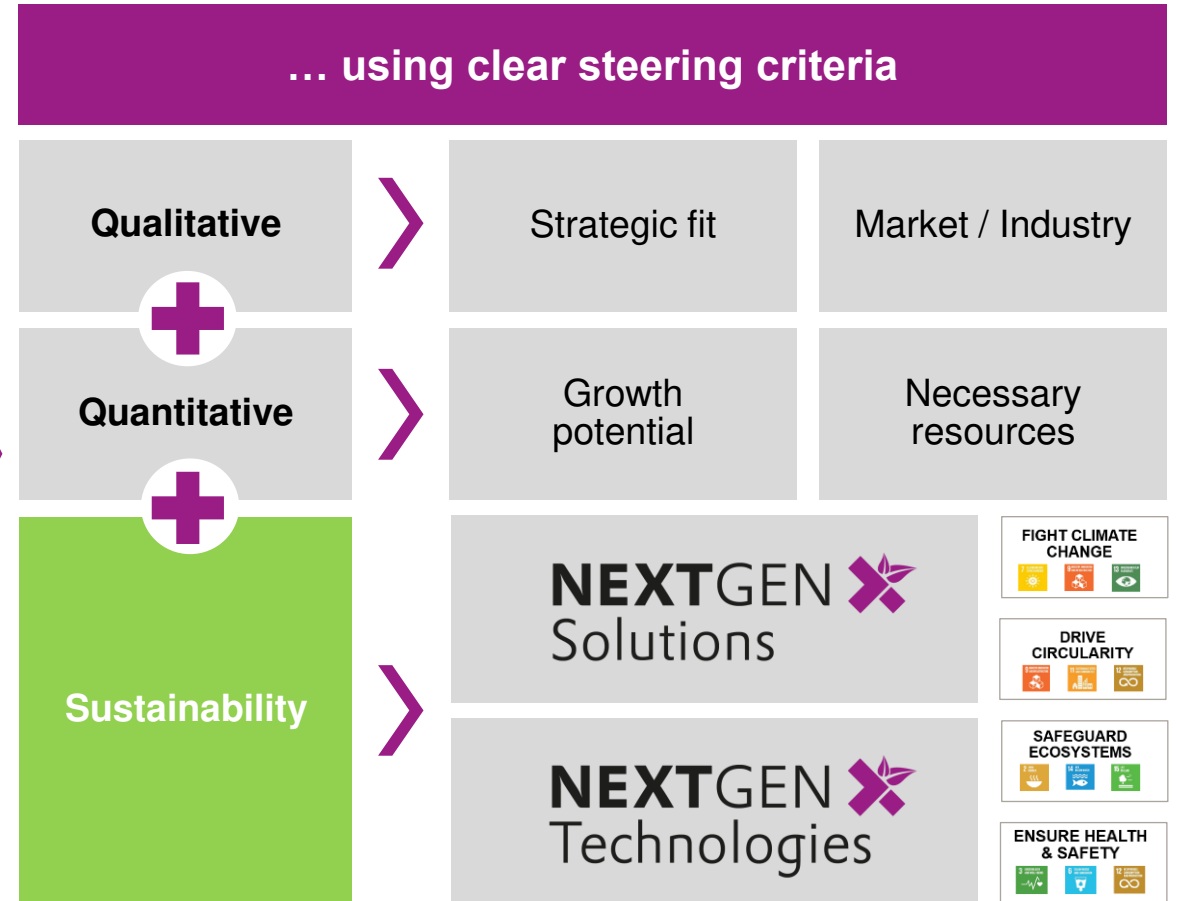 ... using clear steering criteria
Qualitative
Strategic fit
Market / Industry
Quantitative
Growth
potential
Necessary
resources
Sustainability
NEXTGEN
Solutions
NEXTGEN
Technologies
FIGHT CLIMATE
CHANGE
DRIVE
CIRCULARITY
SAFEGUARD
ECOSYSTEMS
ENSURE HEALTH
& SAFETY